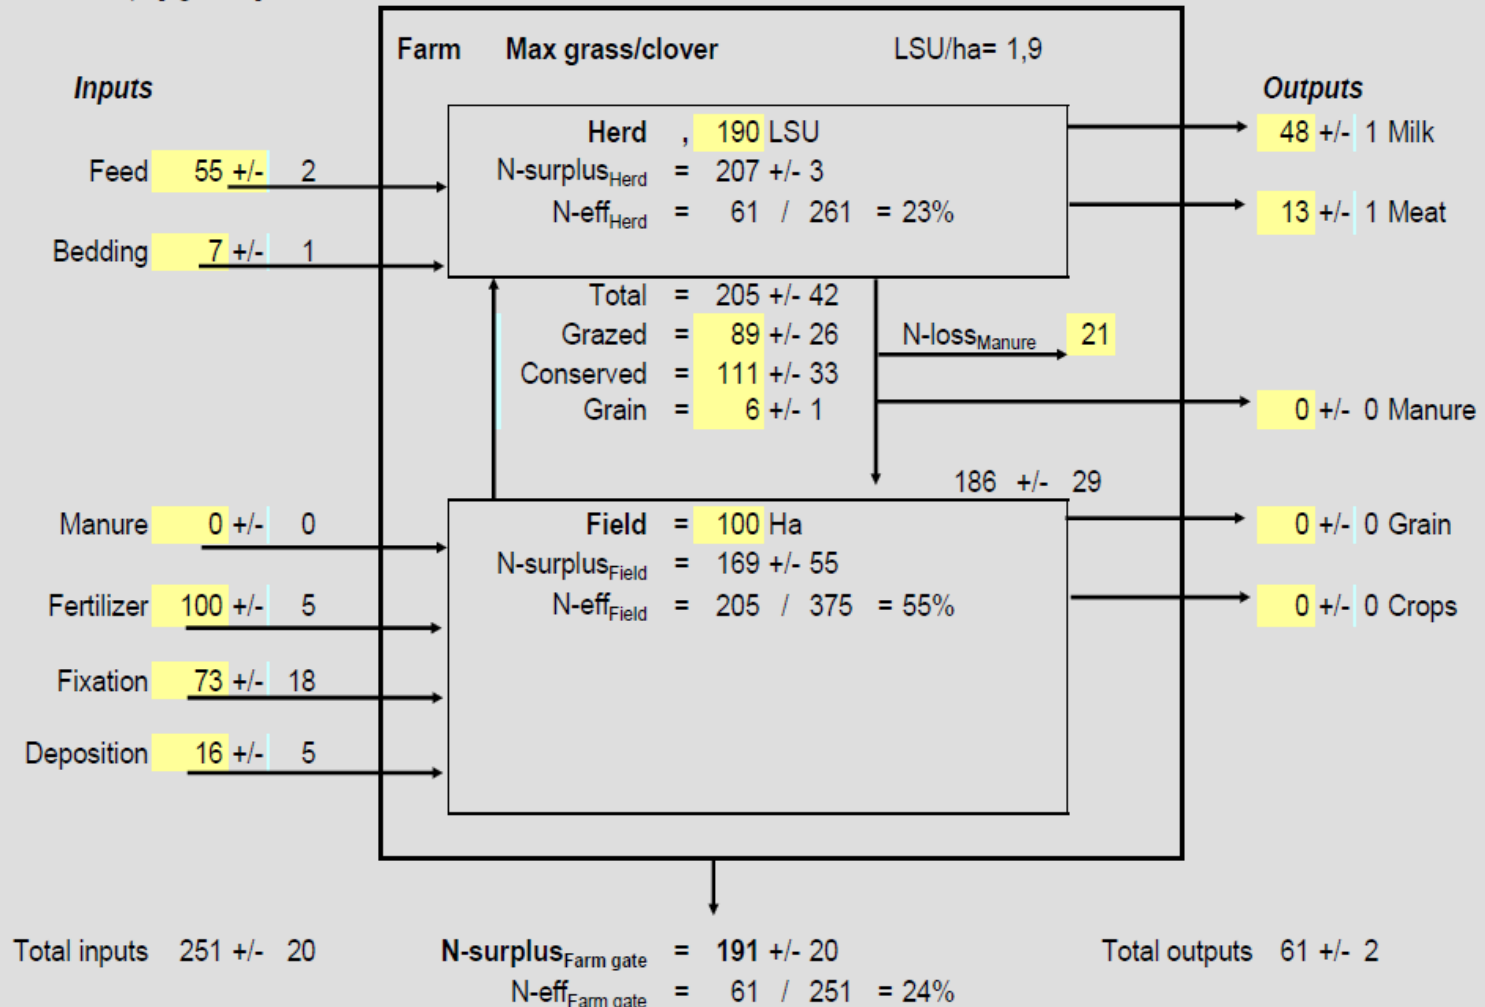 Farm Max grass/clover LSU/ha= 1,9
Inputs
Outputs
Herd , 190 LSU
48 +/- 1 Milk
Feed 55 +/- 2
N-surplusHerd = 207 +/- 3
N-effHerd = 61 / 261 = 23%
13 +/- 1 Meat
Bedding 7 +/- 1
Total = 205 +/- 42
Grazed = 89 +/- 26
N-lossManure 21
Conserved = 111 +/- 33
Grain = 6 +/- 1
0 +/- 0 Manure
186 +/- 29
Manure 0 +/- 0
Field = 100 Ha
0 +/- 0 Grain
N-surplusField = 169 +/- 55
Fertilizer 100 +/- 5
N-effField = 205 / 375 = 55%
0 +/- 0 Crops
Fixation 73 +/- 18
Deposition 16 +/- 5
Total inputs 251 +/- 20
N-surplusFarm gate = 191 +/- 20
Total outputs 61 +/- 2
N-effFarm gate = 61 / 251 = 24%